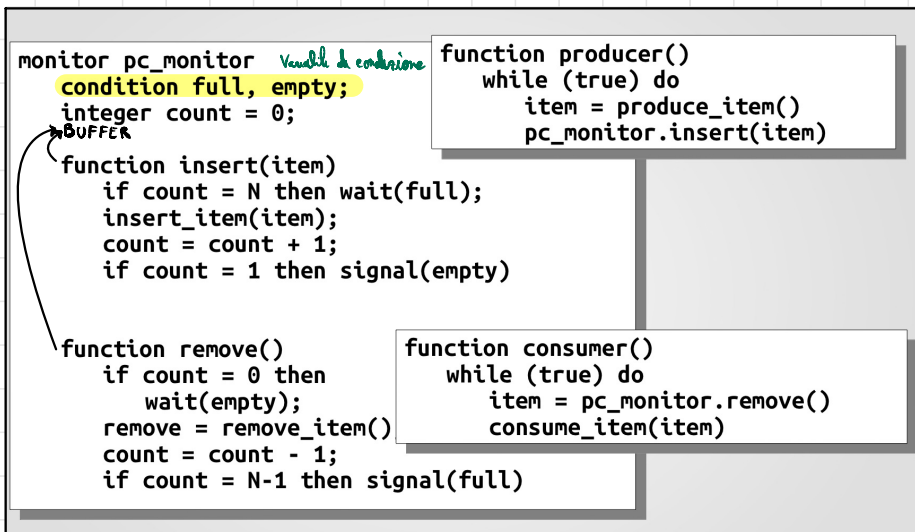 monitor pc_monitor Variabili di condizione
condition full, empty;
integer count = 0;
BUFFER
function insert(item)
if count = N then wait(full);
insert_item(item);
count = count + 1;
if count = 1 then signal(empty)
function remove()
if count = 0 then
wait(empty);
remove = remove_item()
count = count - 1;
if count = N-1 then signal(full)
function producer()
while (true) do
item = produce_item()
pc_monitor.insert(item)
function consumer()
while (true) do
item = pc_monitor.remove()
consume_item(item)